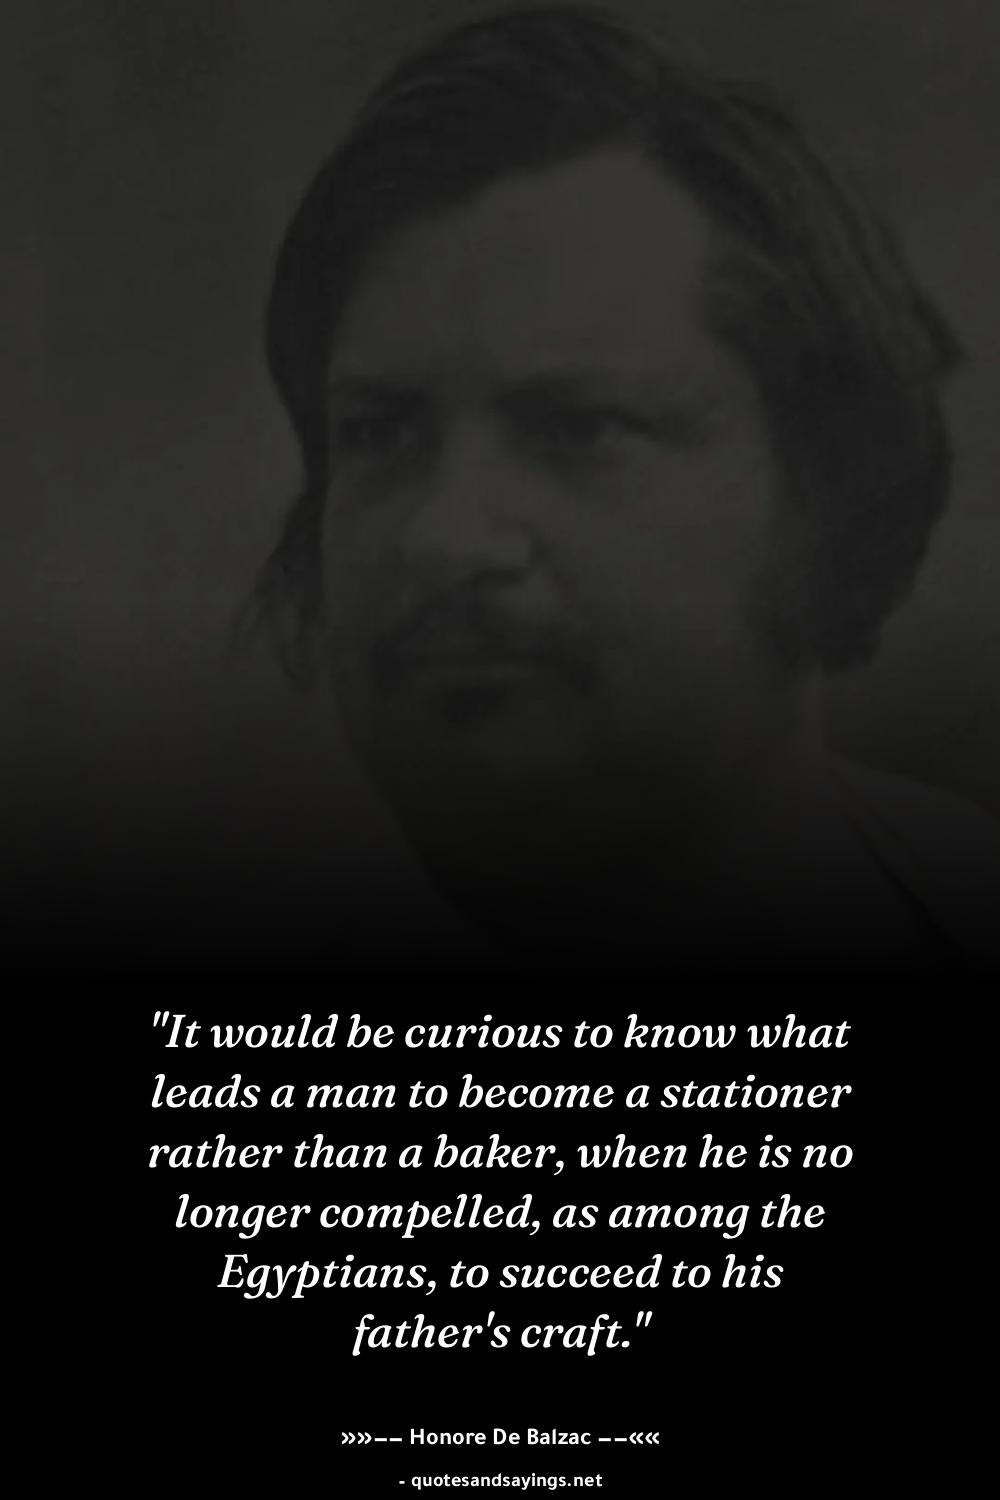 "It would be curious to know what
leads a man to become a stationer
rather than a baker, when he is no
longer compelled, as among the
Egyptians, to succeed to his
father's craft."
»»−− Honore De Balzac −−««
- quotesandsayings.net